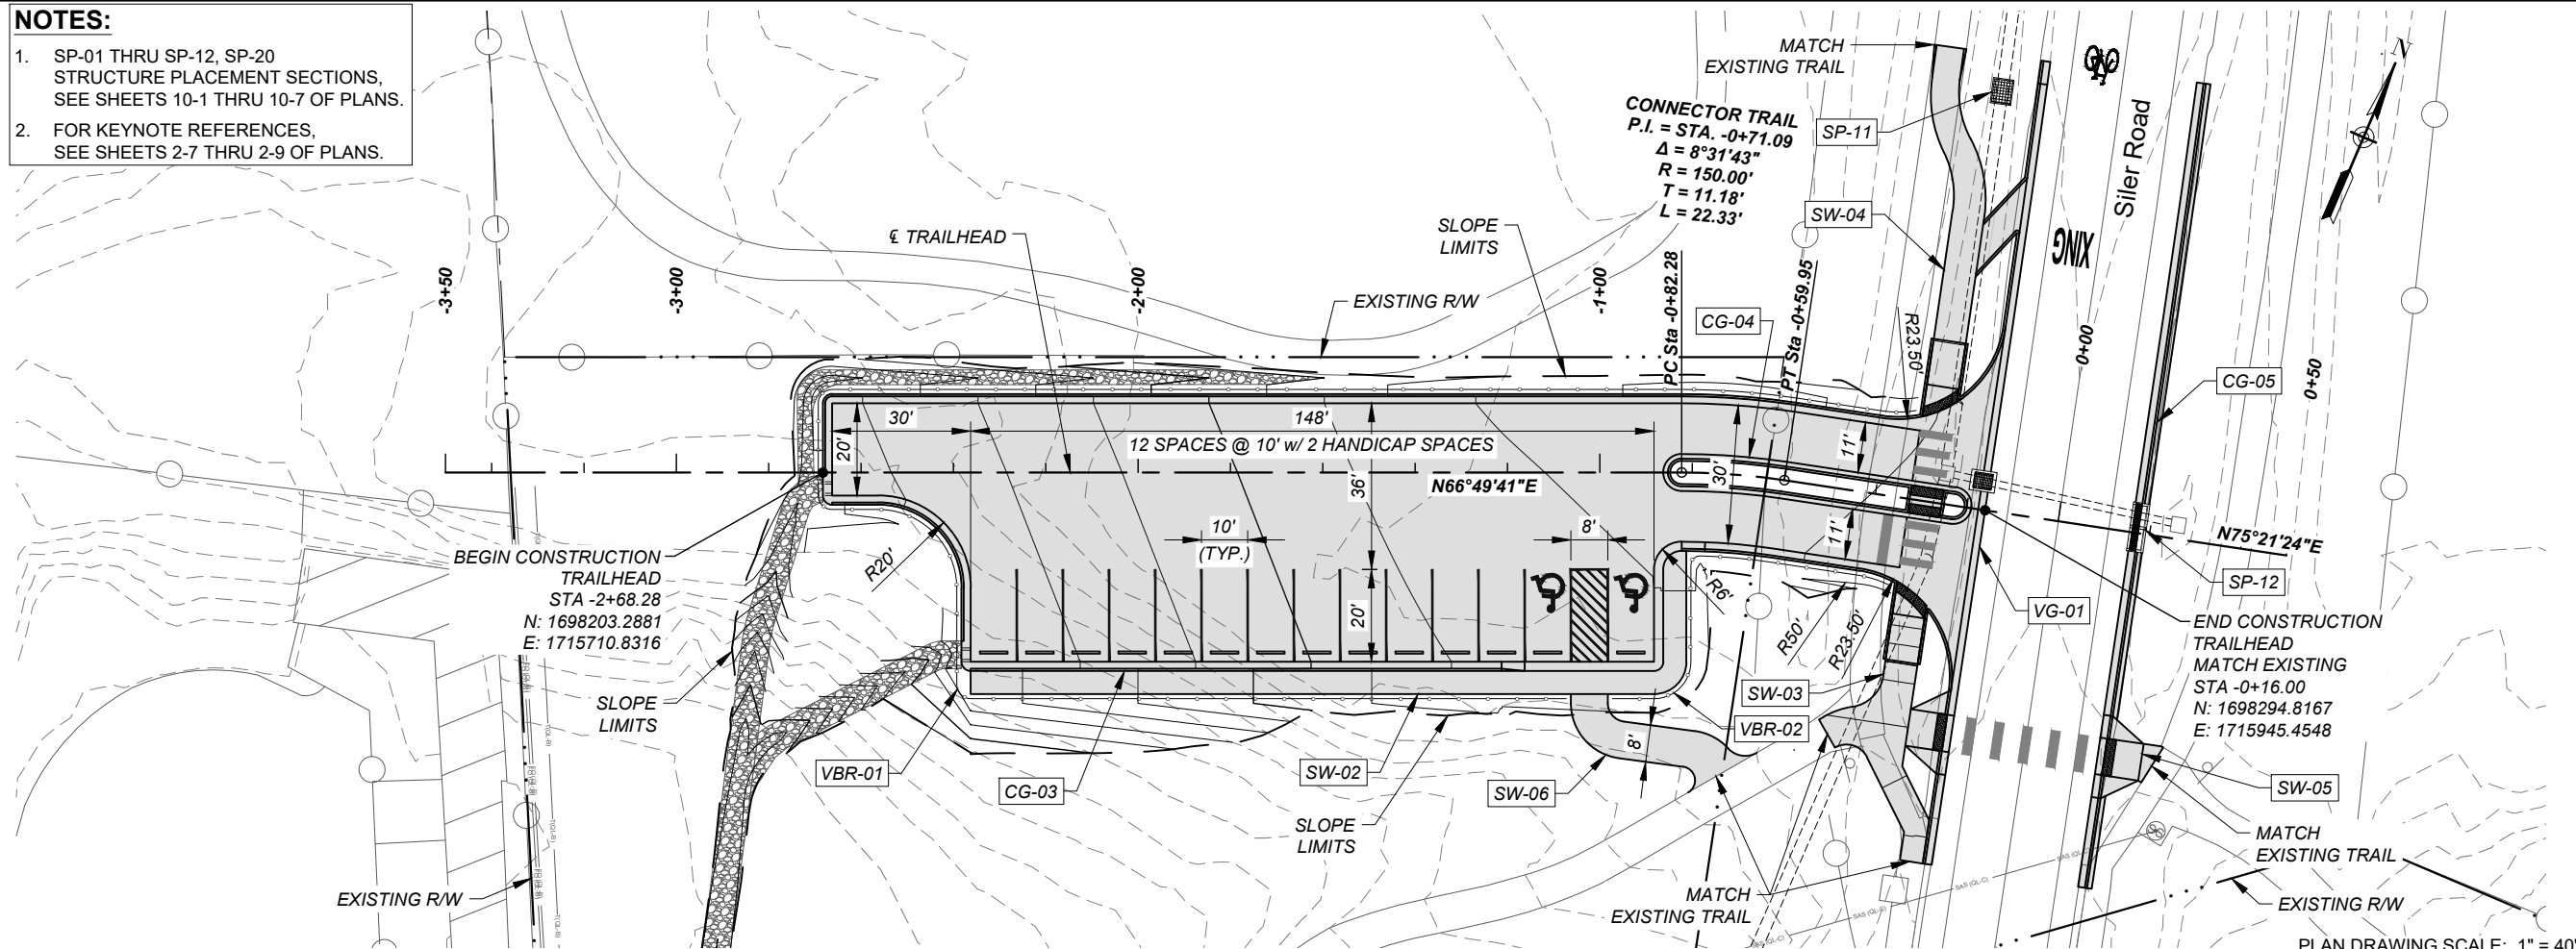 NOTES:
1. SP-01 THRU SP-12, SP-20
STRUCTURE PLACEMENT SECTIONS,
SEE SHEETS 10-1 THRU 10-7 OF PLANS.
2. FOR KEYNOTE REFERENCES,
SEE SHEETS 2-7 THRU 2-9 OF PLANS.
MATCH
EXISTING TRAIL
CONNECTOR TRAIL
P.I. = STA. -0+71.09
Δ = 8°31'43"
R = 150.00'
T = 11.18'
L = 22.33'
SP-11
SW-04
Siler Road
XING
N
℄ TRAILHEAD
SLOPE
LIMITS
EXISTING R/W
-3+50
-3+00
-2+00
-1+00
PC Sta -0+82.28
PT Sta -0+59.95
CG-04
R23.50'
0+00
0+50
CG-05
30'
148'
12 SPACES @ 10' w/ 2 HANDICAP SPACES
20'
36'
N66°49'41"E
30'
11'
11'
10'
(TYP.)
8'
20'
R20'
R6'
R50'
R23.50'
N75°21'24"E
SP-12
VG-01
BEGIN CONSTRUCTION
TRAILHEAD
STA -2+68.28
N: 1698203.2881
E: 1715710.8316
END CONSTRUCTION
TRAILHEAD
MATCH EXISTING
STA -0+16.00
N: 1698294.8167
E: 1715945.4548
SLOPE
LIMITS
SW-03
VBR-02
8'
VBR-01
CG-03
SW-02
SW-06
SW-05
SLOPE
LIMITS
MATCH
EXISTING TRAIL
MATCH
EXISTING TRAIL
EXISTING R/W
EXISTING R/W
SAS (QL-C)
SAS (QL-C)
PLAN DRAWING SCALE: 1" = 40